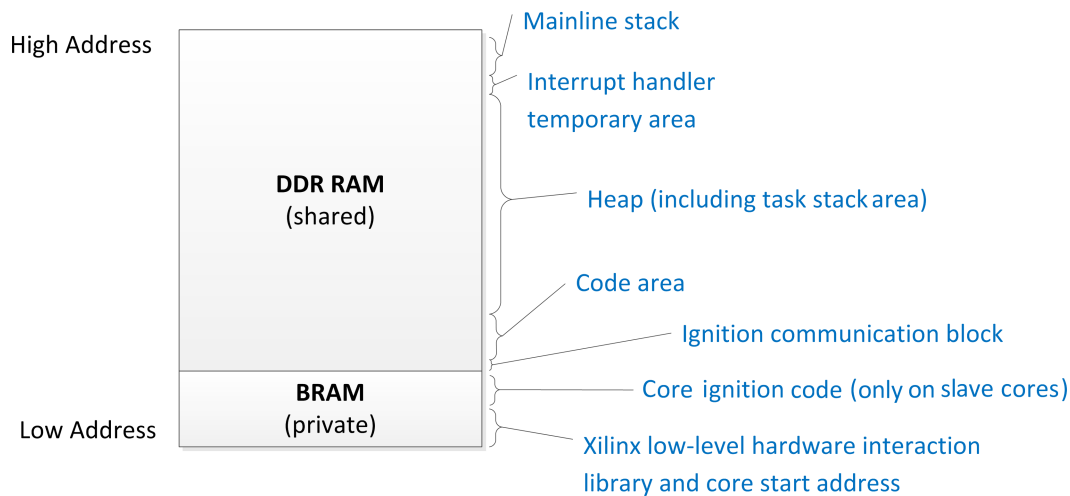 Mainline stack
High Address
Interrupt handler
temporary area
DDR RAM
(shared)
Heap (including task stack area)
Code area
Ignition communication block
BRAM
(private)
Core ignition code (only on slave cores)
Low Address
Xilinx low-level hardware interaction
library and core start address